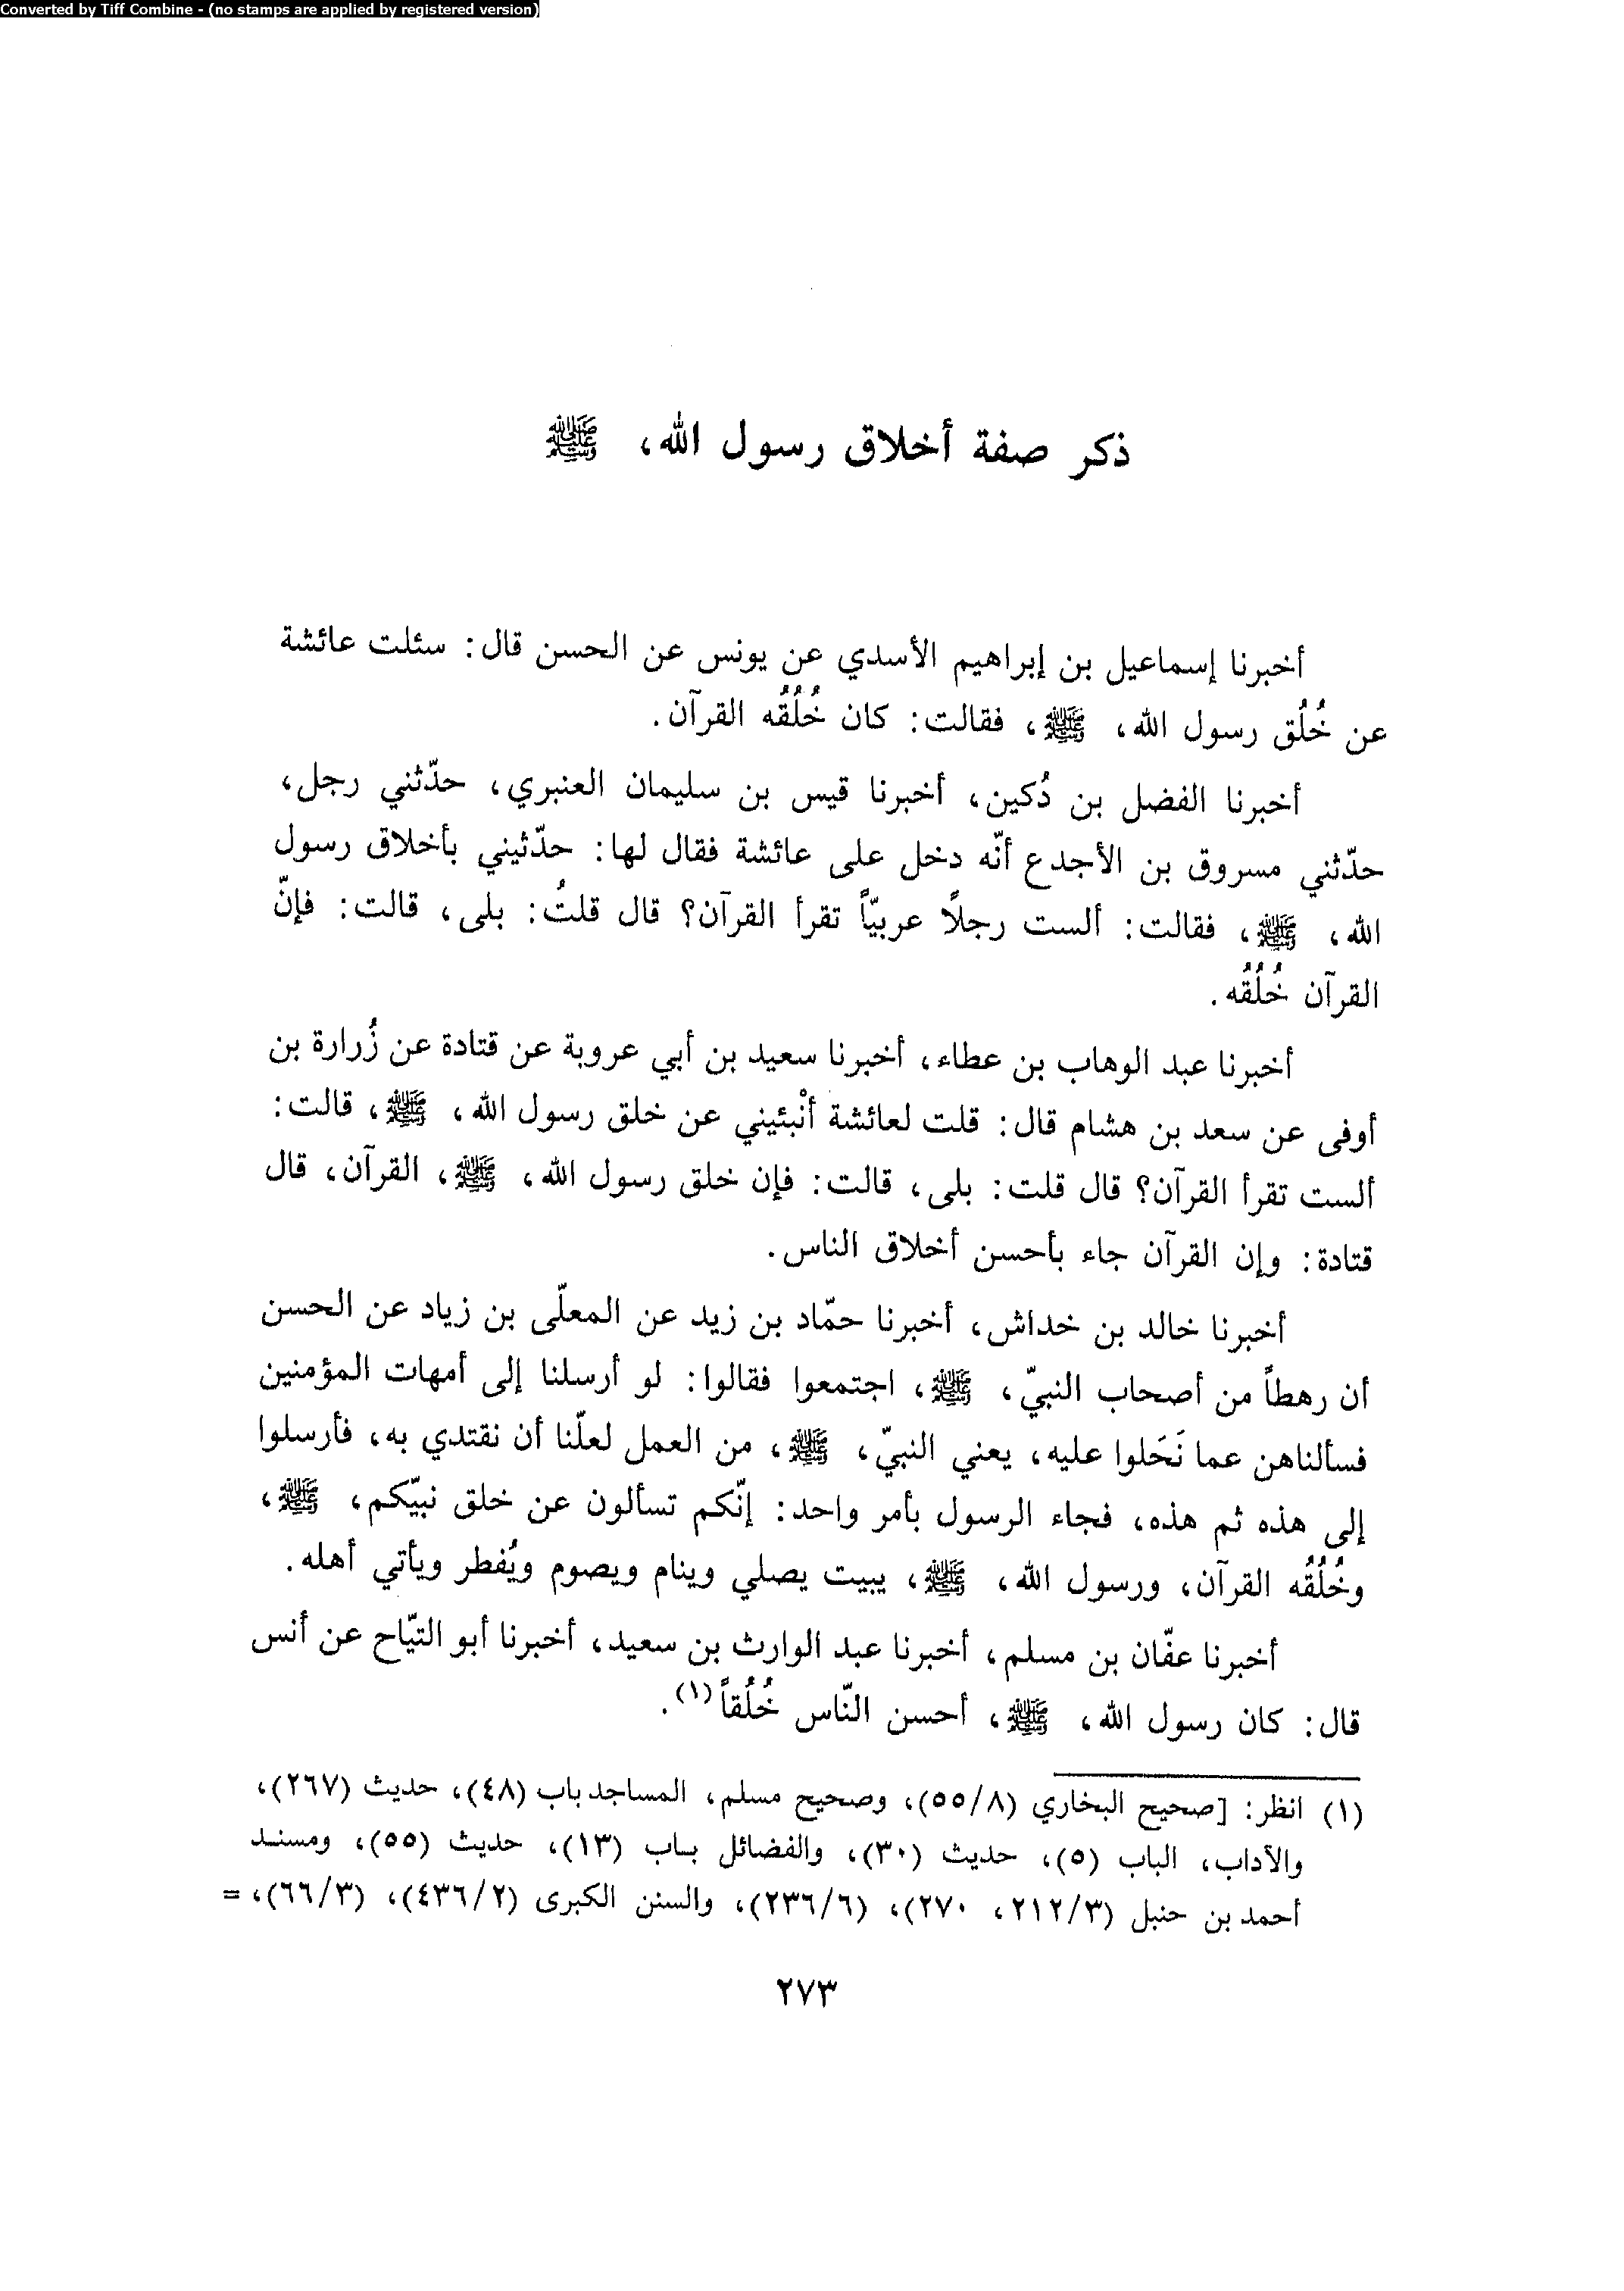 Converted by Tiff Combine - (no stamps are applied by registered version)
ذكر صفة أخلاق رسول الله، ﷺ
أخبرنا إسماعيل بن إبراهيم الأسدي عن يونس عن الحسن قال: سئلت عائشة
عن خُلُق رسول الله، ﷺ، فقالت: كان خُلُقُه القرآن.
أخبرنا الفضل بن دُكين، أخبرنا قيس بن سليمان العنبري، حدّثني رجل،
حدّثني مسروق بن الأجدع أنّه دخل على عائشة فقال لها: حدّثيني بأخلاق رسول
الله، ﷺ، فقالت: ألست رجلاً عربيّاً تقرأ القرآن؟ قال قلتُ: بلى، قالت: فإنّ
القرآن خُلُقُه.
أخبرنا عبد الوهاب بن عطاء، أخبرنا سعيد بن أبي عروبة عن قتادة عن زُرارة بن
أوفى عن سعد بن هشام قال: قلت لعائشة أنْبئيني عن خلق رسول الله، ﷺ، قالت:
ألست تقرأ القرآن؟ قال قلت: بلى، قالت: فإن خلق رسول الله، ﷺ، القرآن، قال
قتادة: وإن القرآن جاء بأحسن أخلاق الناس.
أخبرنا خالد بن خداش، أخبرنا حمّاد بن زيد عن المعلّى بن زياد عن الحسن
أن رهطاً من أصحاب النبيّ، ﷺ، اجتمعوا فقالوا: لو أرسلنا إلى أمهات المؤمنين
فسألناهن عما نَحَلوا عليه، يعني النبيّ، ﷺ، من العمل لعلّنا أن نقتدي به، فأرسلوا
إلى هذه ثم هذه، فجاء الرسول بأمر واحد: إنّكم تسألون عن خلق نبيّكم، ﷺ،
وخُلُقُه القرآن، ورسول الله، ﷺ، يبيت يصلي وينام ويصوم ويُفطر ويأتي أهله.
أخبرنا عفّان بن مسلم، أخبرنا عبد الوارث بن سعيد، أخبرنا أبو التيّاح عن أنس
قال: كان رسول الله، ﷺ، أحسن النّاس خُلُقاً(١).
(١) انظر: [صحيح البخاري (٥٥/٨)، وصحيح مسلم، المساجد باب (٤٨)، حديث (٢٦٧)،
والآداب، الباب (٥)، حديث (٣٠)، والفضائل باب (١٣)، حديث (٥٥)، ومسند
أحمد بن حنبل (٢١٢/٣، ٢٧٠)، (٢٣٦/٦)، والسنن الكبرى (٤٣٦/٢)، (٦٦/٣)، =
٢٧٣